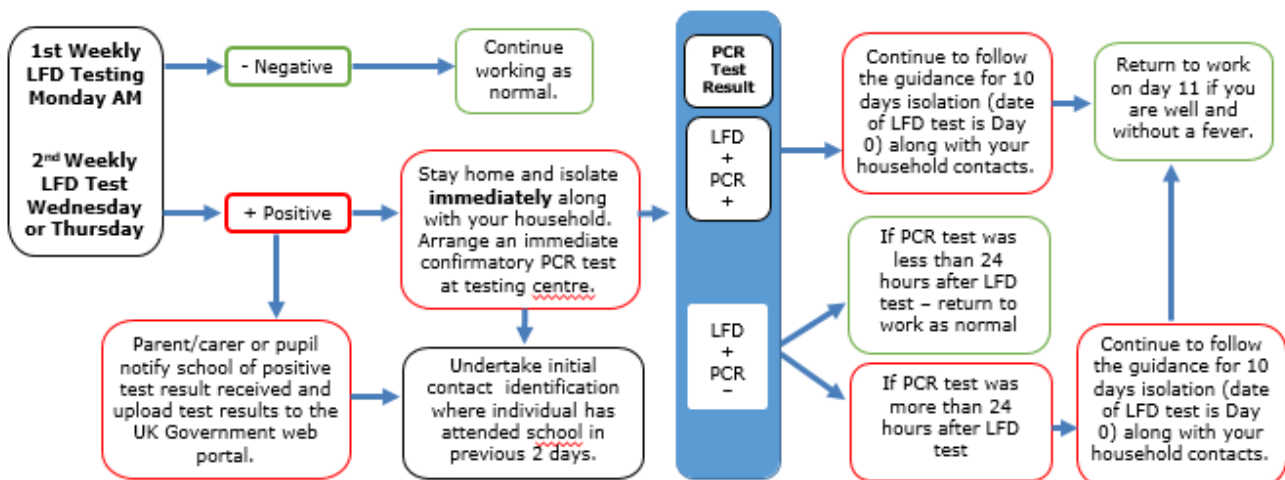 1st Weekly
LFD Testing
Monday AM
2nd Weekly
LFD Test
Wednesday
or Thursday
- Negative
Continue
working as
normal.
+ Positive
Stay home and isolate
immediately along
with your household.
Arrange an immediate
confirmatory PCR test
at testing centre.
Parent/carer or pupil
notify school of positive
test result received and
upload test results to the
UK Government web
portal.
Undertake initial
contact identification
where individual has
attended school in
previous 2 days.
PCR
Test
Result
LFD
+
PCR
+
LFD
+
PCR
–
Continue to follow
the guidance for 10
days isolation (date
of LFD test is Day
0) along with your
household contacts.
Return to work
on day 11 if you
are well and
without a fever.
If PCR test was
less than 24
hours after LFD
test – return to
work as normal
If PCR test was
more than 24
hours after LFD
test
Continue to follow
the guidance for 10
days isolation (date
of LFD test is Day
0) along with your
household contacts.